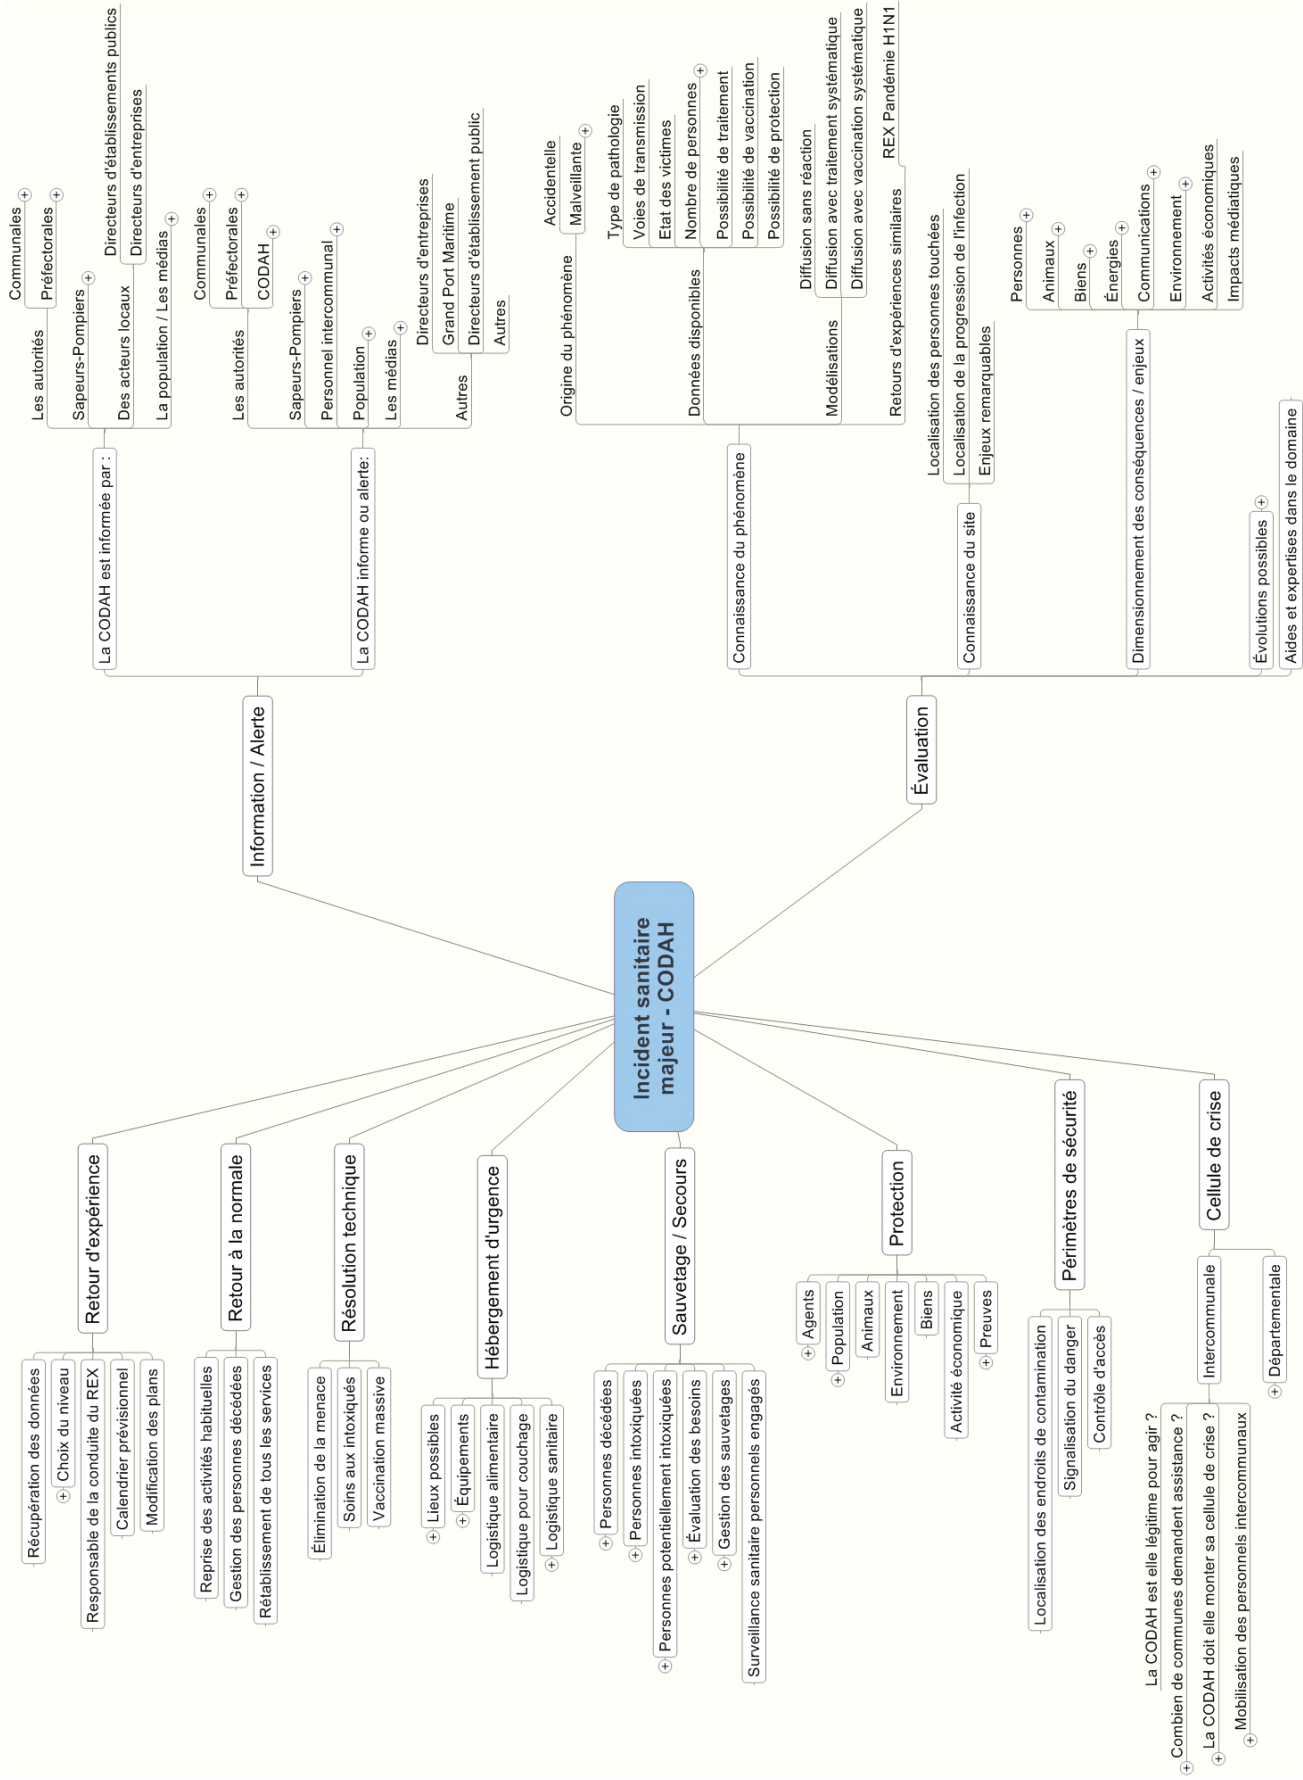 Incident sanitaire
majeur - CODAH
Information / Alerte
La CODAH est informée par :
Les autorités
Communales
Préfectorales
Sapeurs-Pompiers
Des acteurs locaux
Directeurs d'établissements publics
Directeurs d'entreprises
La population / Les médias
La CODAH informe ou alerte:
Les autorités
Communales
Préfectorales
CODAH
Sapeurs-Pompiers
Personnel intercommunal
Population
Les médias
Autres
Directeurs d'entreprises
Grand Port Maritime
Directeurs d'établissement public
Autres
Évaluation
Connaissance du phénomène
Origine du phénomène
Accidentelle
Malveillante
Données disponibles
Type de pathologie
Voies de transmission
Etat des victimes
Nombre de personnes
Possibilité de traitement
Possibilité de vaccination
Possibilité de protection
Modélisations
Diffusion sans réaction
Diffusion avec traitement systématique
Diffusion avec vaccination systématique
Retours d'expériences similaires
REX Pandémie H1N1
Connaissance du site
Localisation des personnes touchées
Localisation de la progression de l'infection
Enjeux remarquables
Dimensionnement des conséquences / enjeux
Personnes
Animaux
Biens
Énergies
Communications
Environnement
Activités économiques
Impacts médiatiques
Évolutions possibles
Aides et expertises dans le domaine
Retour d'expérience
Récupération des données
Choix du niveau
Responsable de la conduite du REX
Calendrier prévisionnel
Modification des plans
Retour à la normale
Reprise des activités habituelles
Gestion des personnes décédées
Rétablissement de tous les services
Résolution technique
Élimination de la menace
Soins aux intoxiqués
Vaccination massive
Hébergement d'urgence
Lieux possibles
Équipements
Logistique alimentaire
Logistique pour couchage
Logistique sanitaire
Sauvetage / Secours
Personnes décédées
Personnes intoxiquées
Personnes potentiellement intoxiquées
Évaluation des besoins
Gestion des sauvetages
Surveillance sanitaire personnels engagés
Protection
Agents
Population
Animaux
Environnement
Biens
Activité économique
Preuves
Périmètres de sécurité
Localisation des endroits de contamination
Signalisation du danger
Contrôle d'accès
Cellule de crise
Intercommunale
La CODAH est elle légitime pour agir ?
Combien de communes demandent assistance ?
La CODAH doit elle monter sa cellule de crise ?
Mobilisation des personnels intercommunaux
Départementale